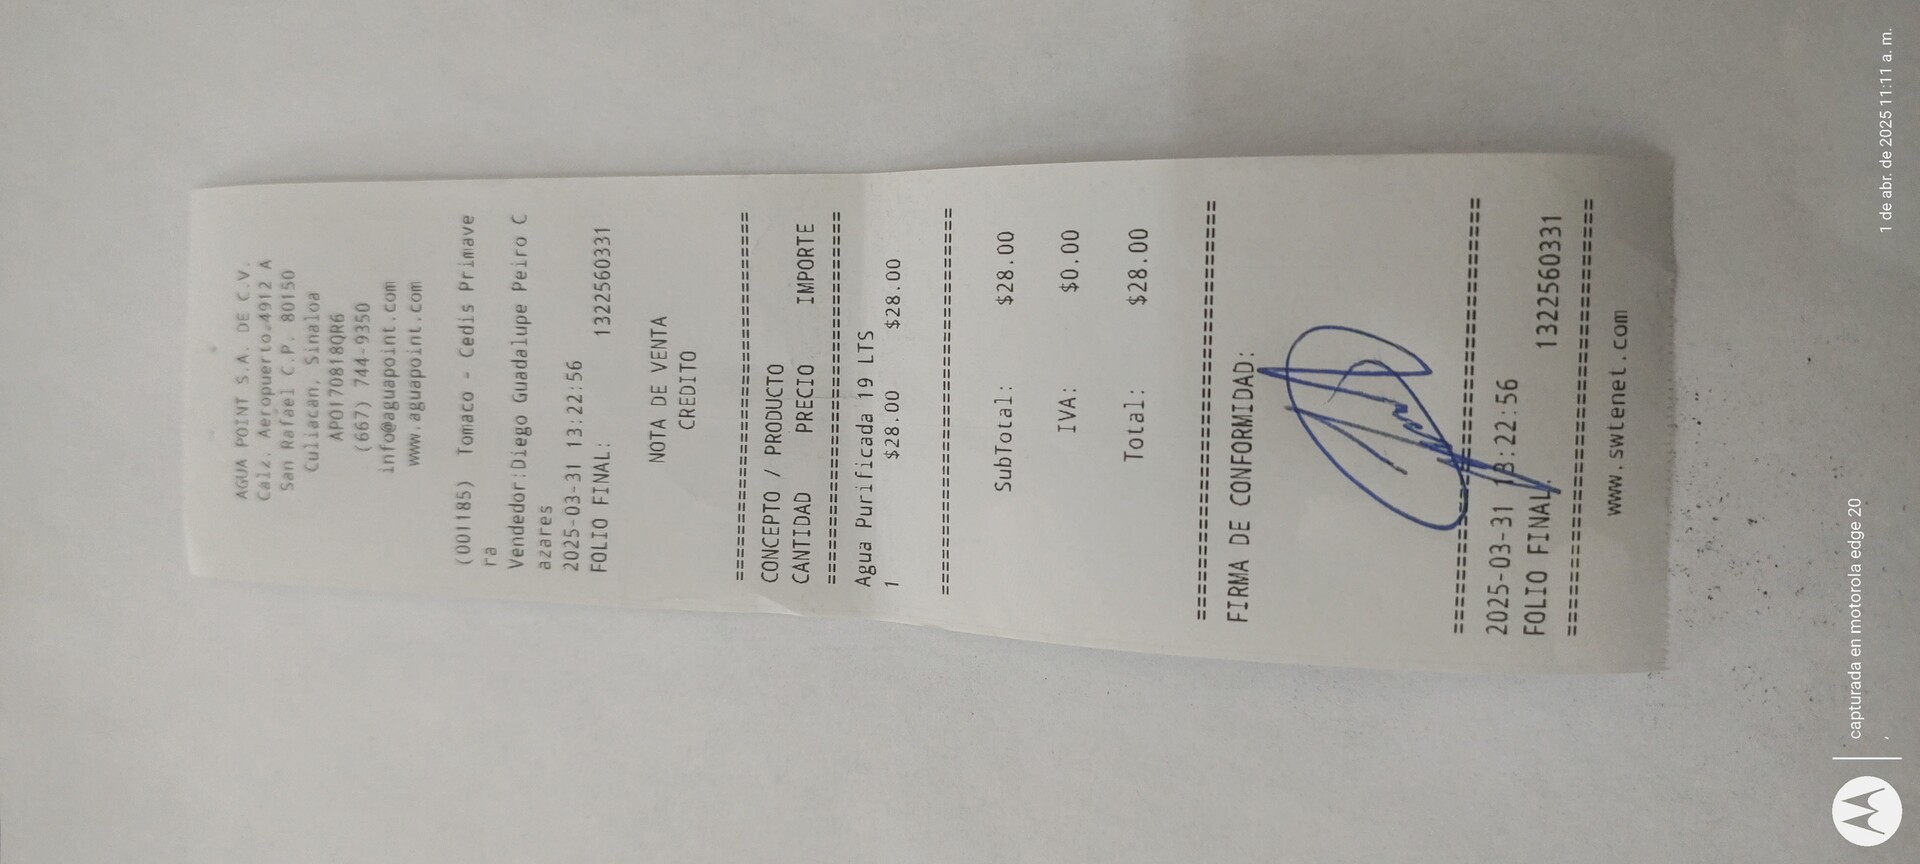 AGUA POINT S.A. DE C.V.
Calz. Aeropuerto.4912 A
San Rafael C.P. 80150
Culiacan, Sinaloa
APO170818QR6
(667) 744-9350
info@aguapoint.com
www.aguapoint.com
(001185) Tomaco - Cedis Primave
ra
Vendedor:Diego Guadalupe Peiro C
azares
2025-03-31 13:22:56
FOLIO FINAL: 1322560331
NOTA DE VENTA
CREDITO
================================
CONCEPTO / PRODUCTO
CANTIDAD PRECIO IMPORTE
================================
Agua Purificada 19 LTS
1 $28.00 $28.00
================================
SubTotal: $28.00
IVA: $0.00
Total: $28.00
================================
FIRMA DE CONFORMIDAD:
================================
2025-03-31 13:22:56
FOLIO FINAL: 1322560331
================================
www.swtenet.com
capturada en motorola edge 20
1 de abr. de 2025 11:11 a. m.